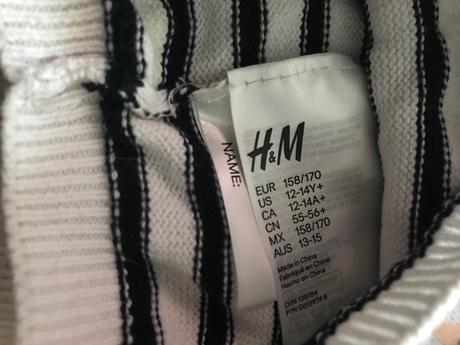 NAME:
H&M
EUR 158/170
US 12-14Y+
CA 12-14A+
CN 55-56+
MX 158/170
AUS 13-15
Made in China
Fabriqué en Chine
Hecho en China